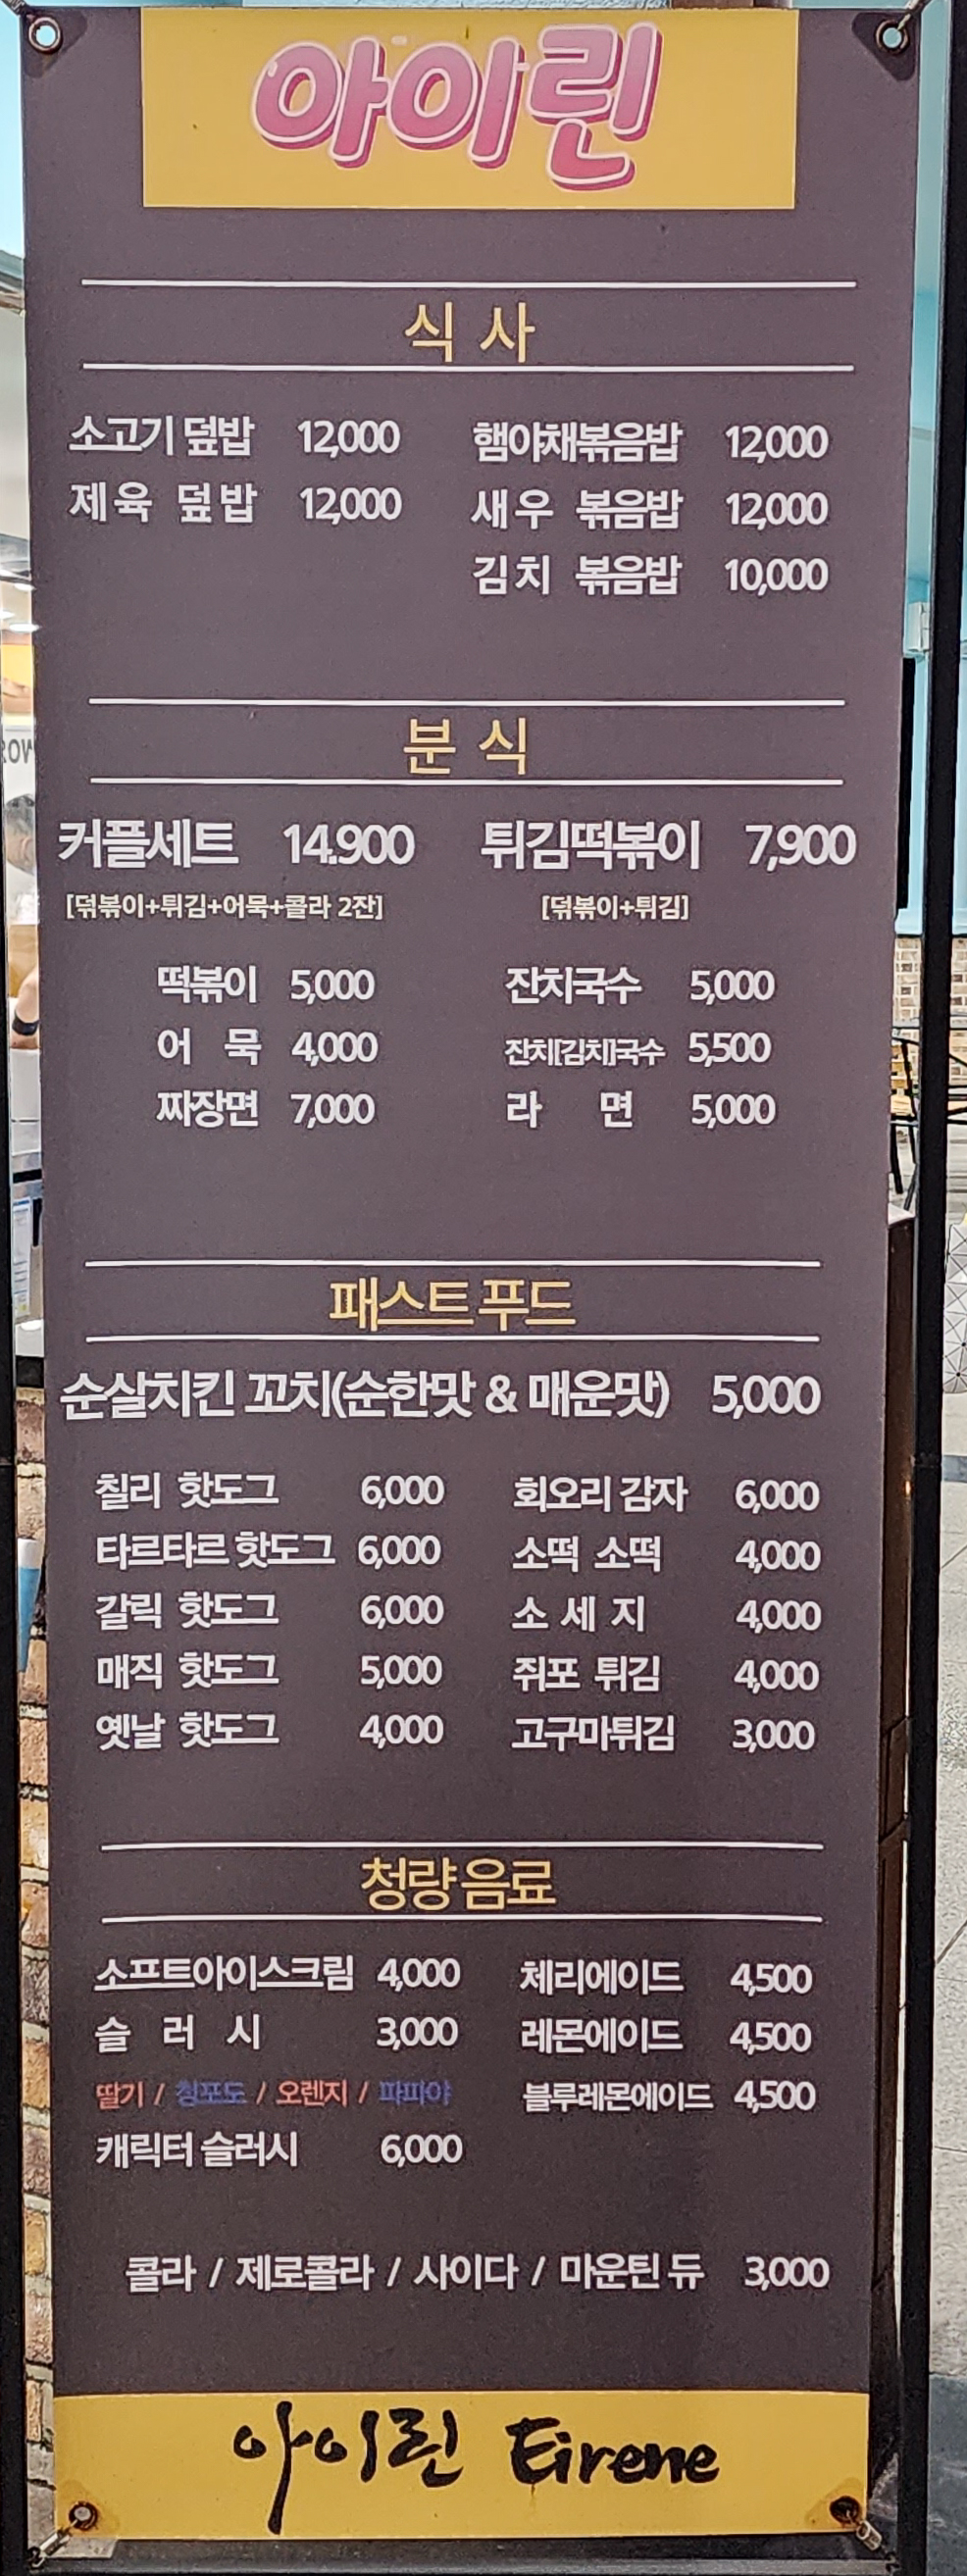 아이린
식 사
소고기 덮밥 12,000 햄야채볶음밥 12,000
제육 덮밥 12,000 새우 볶음밥 12,000
김치 볶음밥 10,000
분 식
커플세트 14.900 튀김떡볶이 7,900
[덖볶이+튀김+어묵+콜라 2잔] [덖볶이+튀김]
떡볶이 5,000 잔치국수 5,000
어 묵 4,000 잔치[김치]국수 5,500
짜장면 7,000 라 면 5,000
패스트 푸드
순살치킨 꼬치(순한맛 & 매운맛) 5,000
칠리 핫도그 6,000 회오리 감자 6,000
타르타르 핫도그 6,000 소떡 소떡 4,000
갈릭 핫도그 6,000 소 세 지 4,000
매직 핫도그 5,000 쥐포 튀김 4,000
옛날 핫도그 4,000 고구마튀김 3,000
청량 음료
소프트아이스크림 4,000 체리에이드 4,500
슬 러 시 3,000 레몬에이드 4,500
딸기 / 청포도 / 오렌지 / 파파야 블루레몬에이드 4,500
캐릭터 슬러시 6,000
콜라 / 제로콜라 / 사이다 / 마운틴 듀 3,000
아이린 Eirene